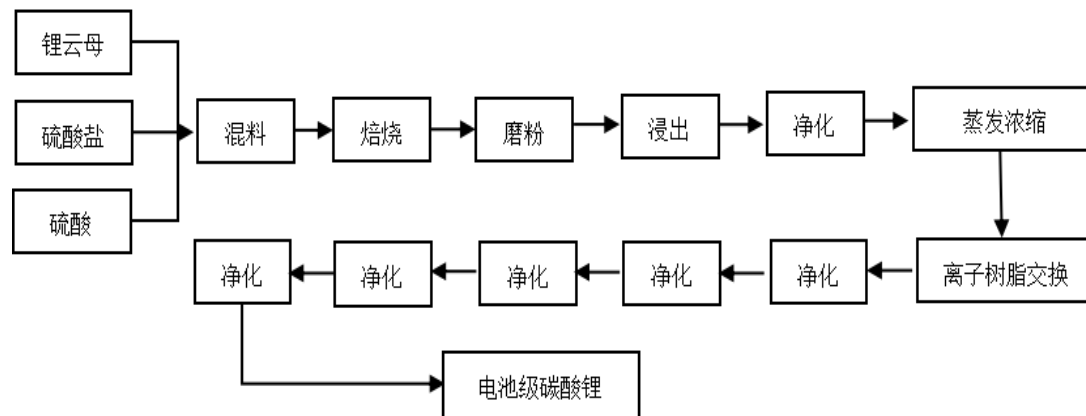 锂云母
硫酸盐
硫酸
混料
焙烧
磨粉
浸出
净化
蒸发浓缩
离子树脂交换
净化
净化
净化
净化
净化
电池级碳酸锂